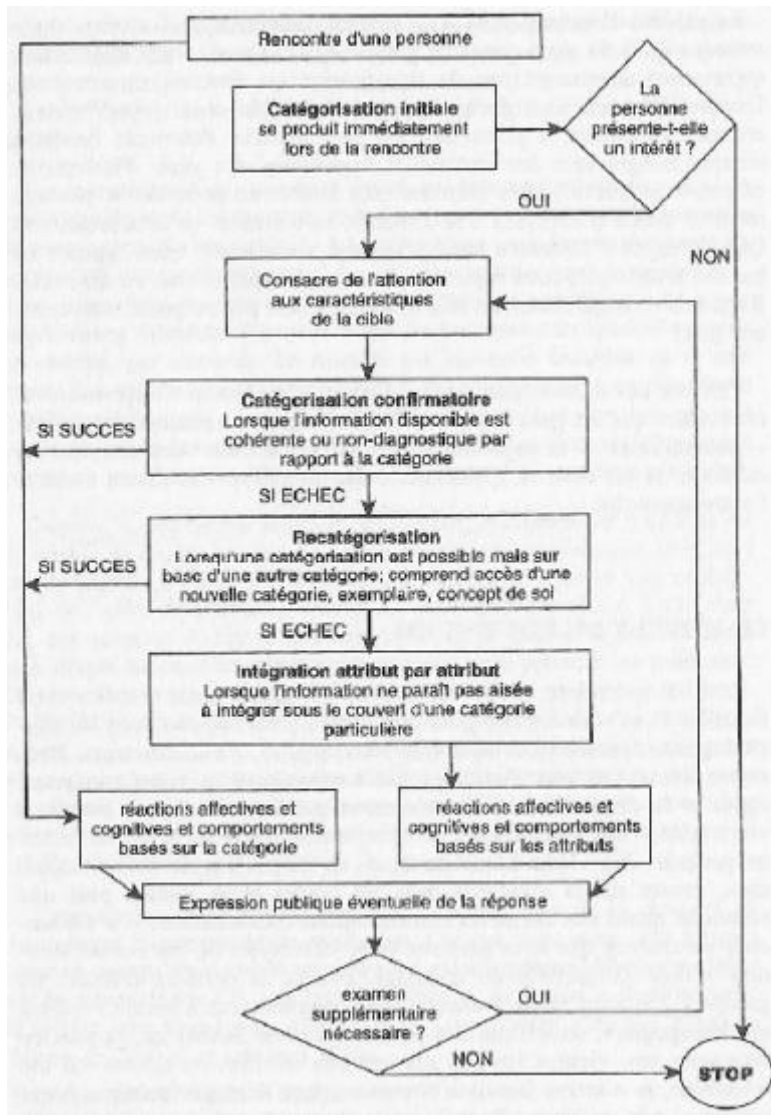 Rencontre d'une personne
La
personne
présente-t-elle
un intérêt ?
Catégorisation initiale
se produit immédiatement
lors de la rencontre
OUI
NON
Consacre de l'attention
aux caractéristiques
de la cible
Catégorisation confirmatoire
Lorsque l'information disponible est
cohérente ou non-diagnostique par
rapport à la catégorie
SI SUCCES
SI ECHEC
Recatégorisation
Lorsqu'une catégorisation est possible mais sur
base d'une autre catégorie; comprend accès d'une
nouvelle catégorie, exemplaire, concept de soi
SI SUCCES
SI ECHEC
Intégration attribut par attribut
Lorsque l'information ne paraît pas aisée
à intégrer sous le couvert d'une catégorie
particulière
réactions affectives et
cognitives et comportements
basés sur la catégorie
réactions affectives et
cognitives et comportements
basés sur les attributs
Expression publique éventuelle de la réponse
examen
supplémentaire
nécessaire ?
OUI
NON
STOP